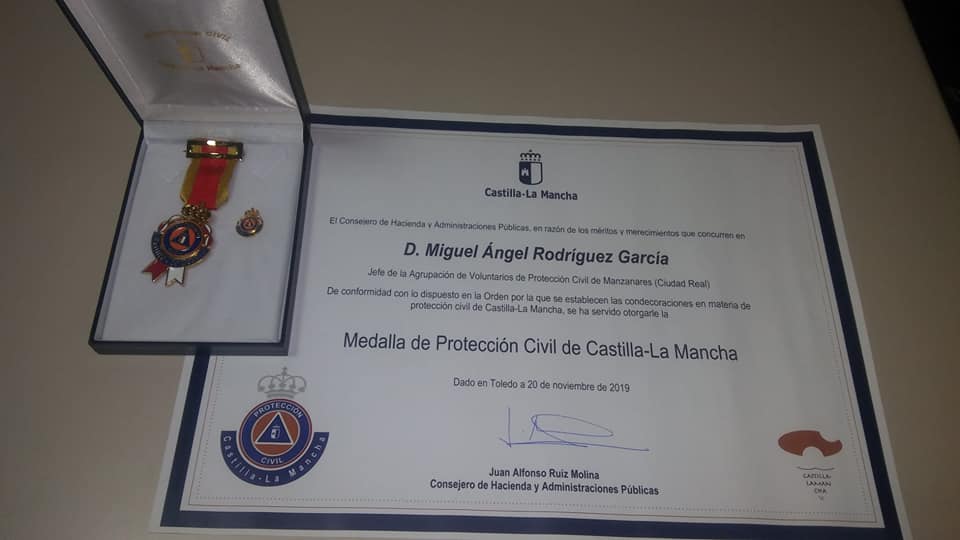 Castilla-La Mancha
El Consejero de Hacienda y Administraciones Públicas, en razón de los méritos y merecimientos que concurren en
D. Miguel Ángel Rodríguez García
Jefe de la Agrupación de Voluntarios de Protección Civil de Manzanares (Ciudad Real)
De conformidad con lo dispuesto en la Orden por la que se establecen las condecoraciones en materia de
protección civil de Castilla-La Mancha, se ha servido otorgarle la
Medalla de Protección Civil de Castilla-La Mancha
Dado en Toledo a 20 de noviembre de 2019
Juan Alfonso Ruiz Molina
Consejero de Hacienda y Administraciones Públicas
PROTECCIÓN
CIVIL
Castilla-La Mancha
CASTILLA-
LAMAN
CHA